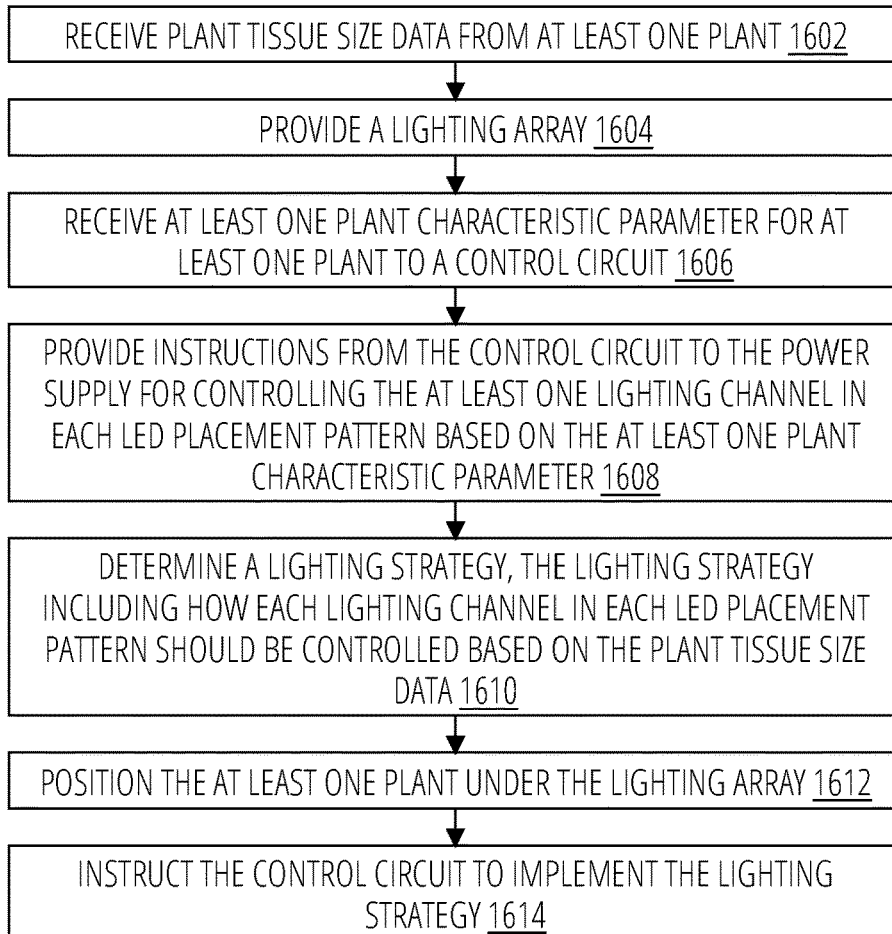 RECEIVE PLANT TISSUE SIZE DATA FROM AT LEAST ONE PLANT 1602
PROVIDE A LIGHTING ARRAY 1604
RECEIVE AT LEAST ONE PLANT CHARACTERISTIC PARAMETER FOR AT
LEAST ONE PLANT TO A CONTROL CIRCUIT 1606
PROVIDE INSTRUCTIONS FROM THE CONTROL CIRCUIT TO THE POWER
SUPPLY FOR CONTROLLING THE AT LEAST ONE LIGHTING CHANNEL IN
EACH LED PLACEMENT PATTERN BASED ON THE AT LEAST ONE PLANT
CHARACTERISTIC PARAMETER 1608
DETERMINE A LIGHTING STRATEGY, THE LIGHTING STRATEGY
INCLUDING HOW EACH LIGHTING CHANNEL IN EACH LED PLACEMENT
PATTERN SHOULD BE CONTROLLED BASED ON THE PLANT TISSUE SIZE
DATA 1610
POSITION THE AT LEAST ONE PLANT UNDER THE LIGHTING ARRAY 1612
INSTRUCT THE CONTROL CIRCUIT TO IMPLEMENT THE LIGHTING
STRATEGY 1614